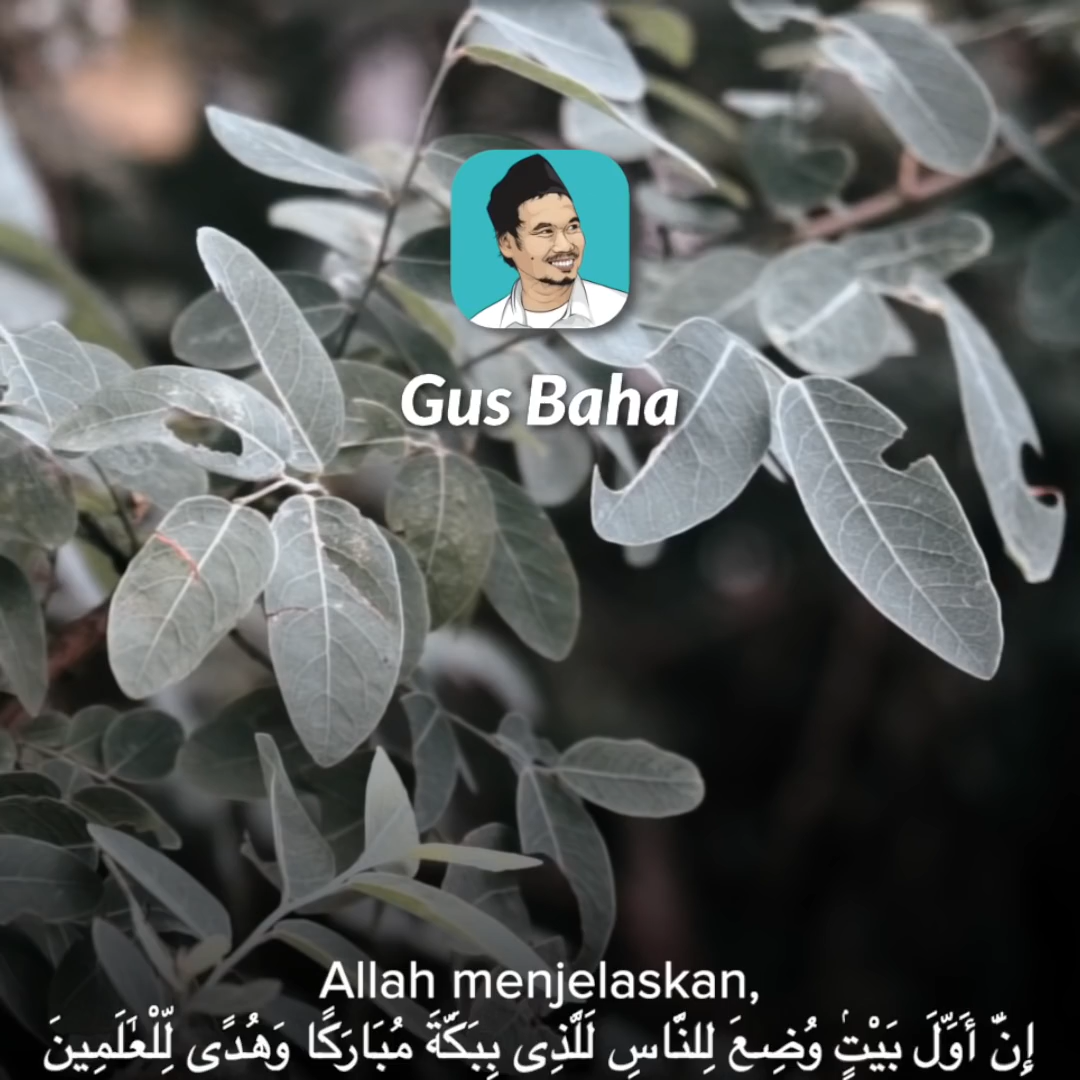 Gus Baha
Allah menjelaskan,
إِنَّ أَوَّلَ بَيْتٍ وُضِعَ لِلنَّاسِ لَلَّذِى بِبَكَّةَ مُبَارَكًا وَهُدًى لِّلْعَٰلَمِينَ